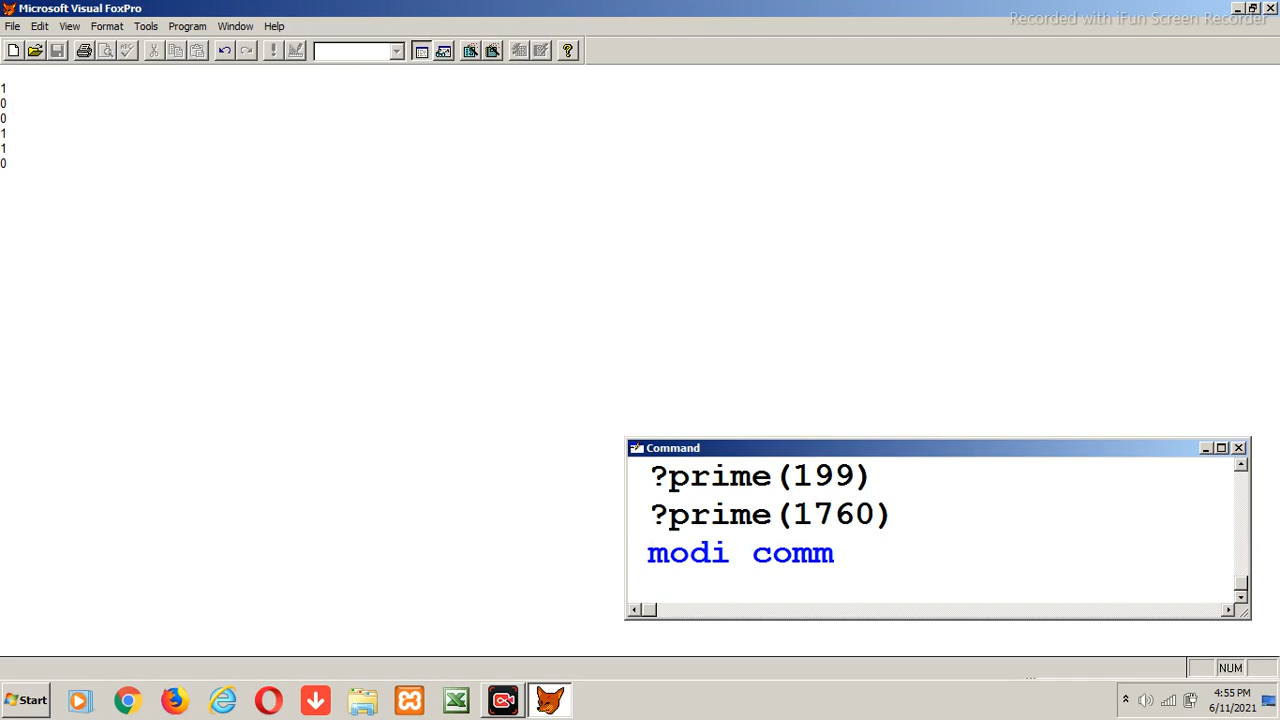 Microsoft Visual FoxPro
Recorded with iFun Screen Recorder
File Edit View Format Tools Program Window Help
1
0
0
1
1
0
Command
?prime(199)
?prime(1760)
modi comm
NUM
Start
4:55 PM
6/11/2021